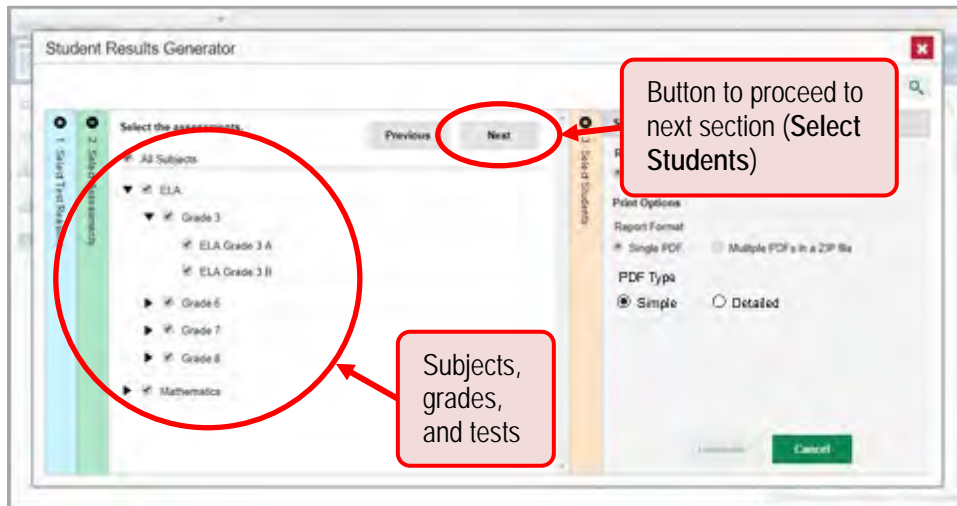 Student Results Generator
Button to proceed to
next section (Select
Students)
1 Select Test Reason
2 Select Assessments
Select the assessments.
Previous
Next
All Subjects
ELA
Grade 3
ELA Grade 3 A
ELA Grade 3 B
Grade 6
Grade 7
Grade 8
Mathematics
Subjects,
grades,
and tests
3 Select Students
Print Options
Report Format
Single PDF
Multiple PDFs in a ZIP file
PDF Type
Simple
Detailed
Cancel